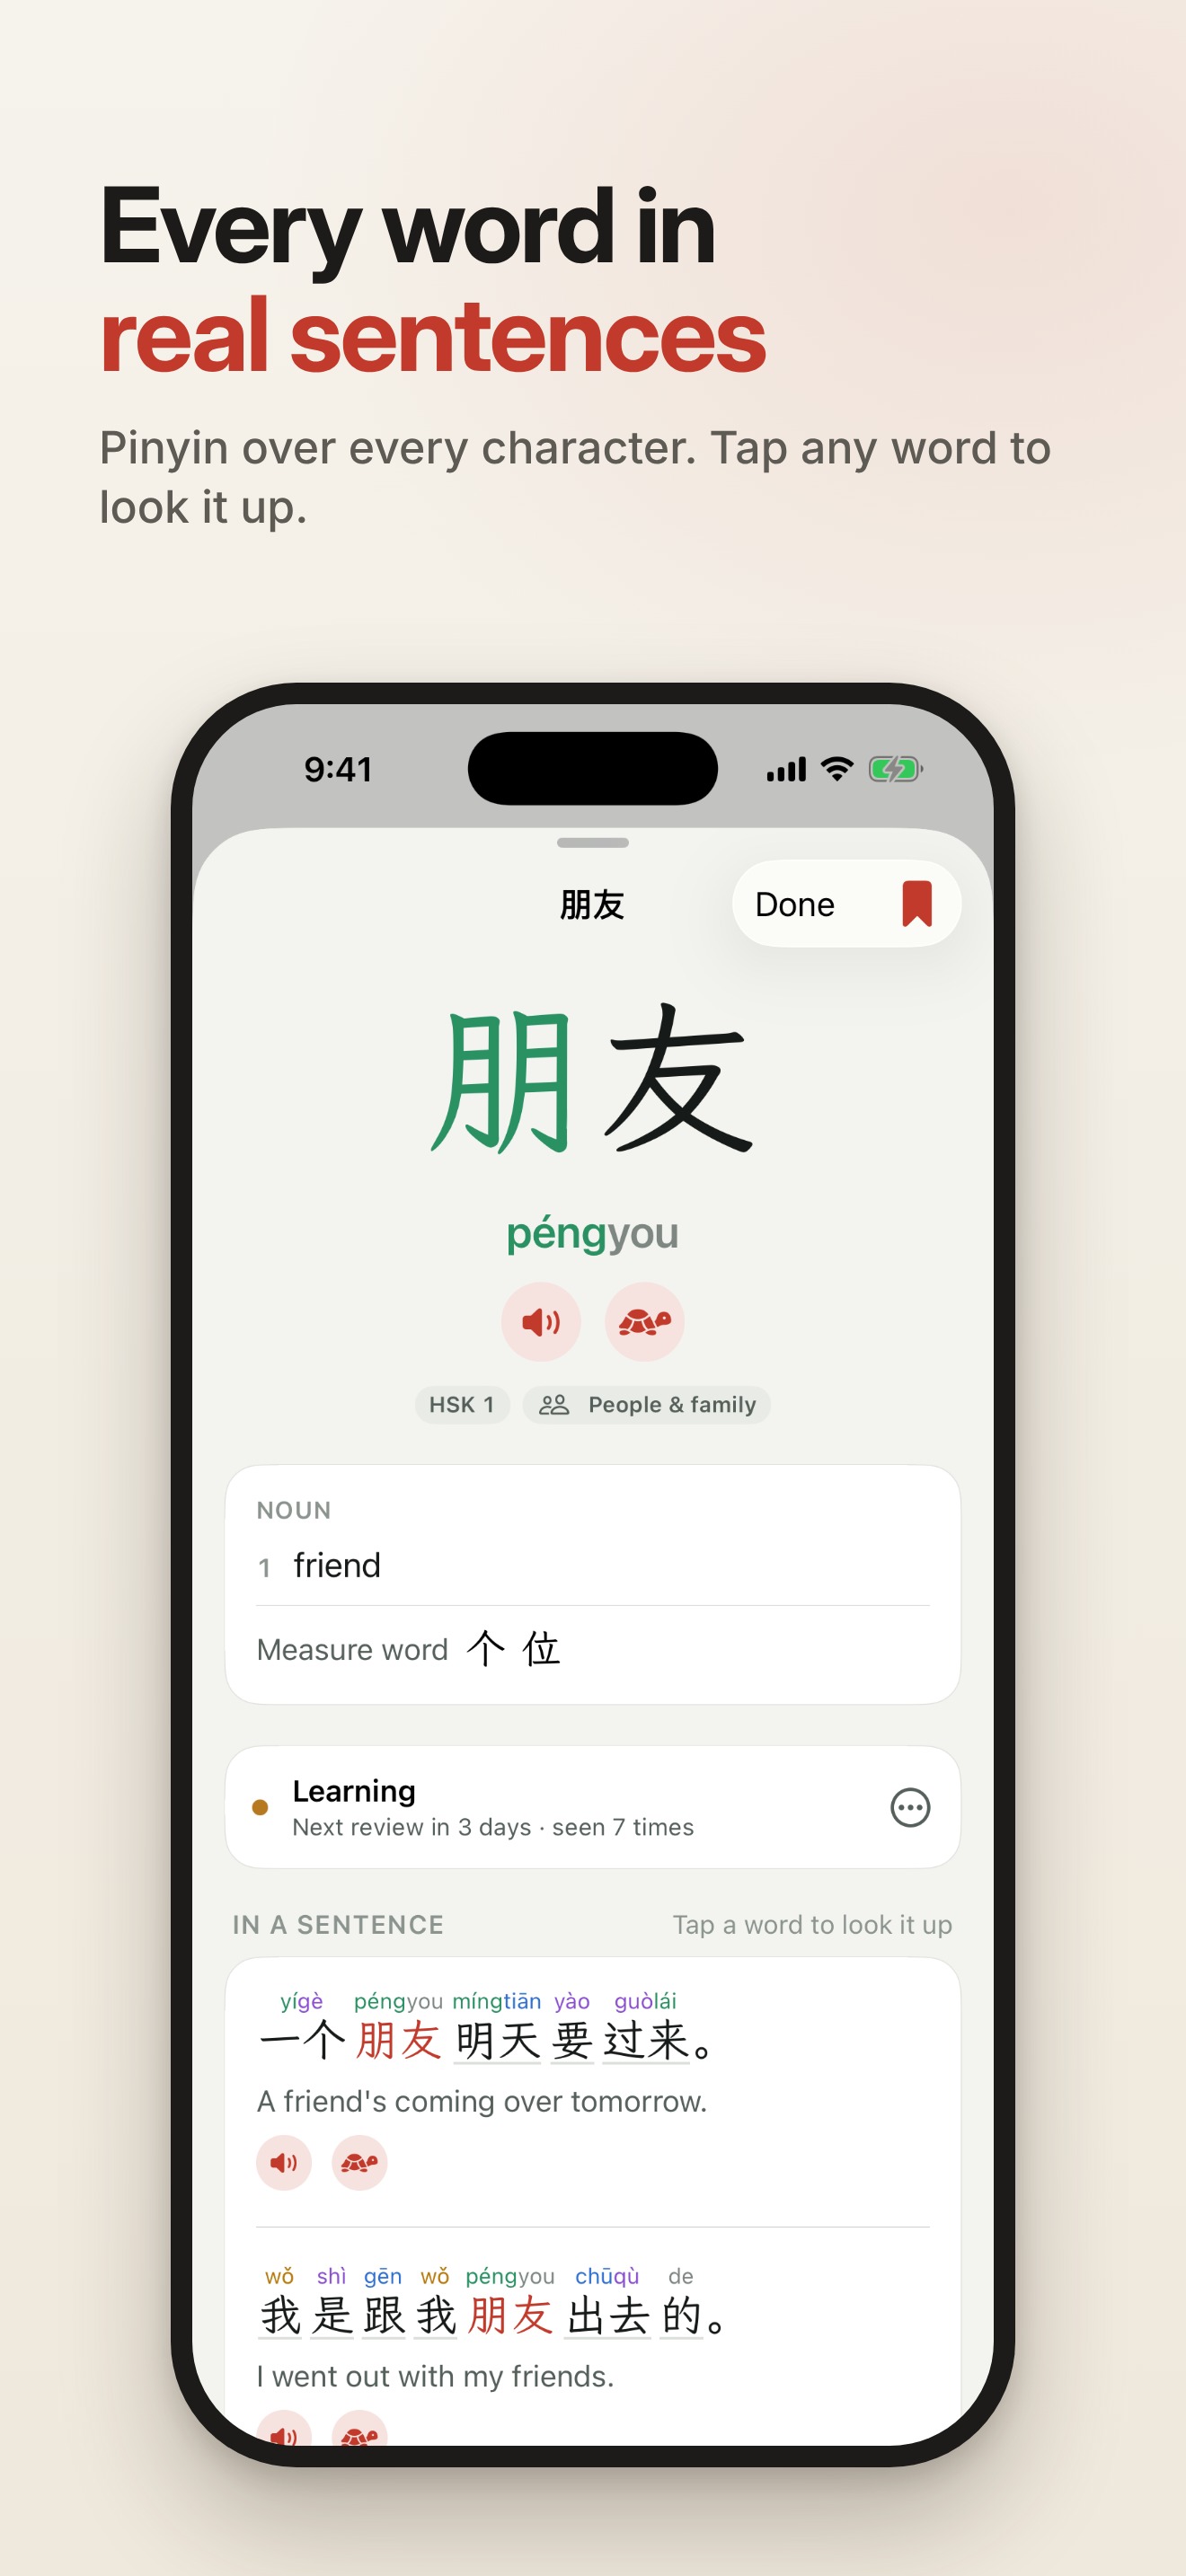 Every word in
real sentences
Pinyin over every character. Tap any word to
look it up.
9:41
朋友
Done
朋友
péngyou
HSK 1 People & family
NOUN
1 friend
Measure word 个 位
Learning
Next review in 3 days · seen 7 times
IN A SENTENCE Tap a word to look it up
yígè péngyou míngtiān yào guòlái
一个朋友明天要过来。
A friend's coming over tomorrow.
wǒ shì gēn wǒ péngyou chūqù de
我是跟我朋友出去的。
I went out with my friends.